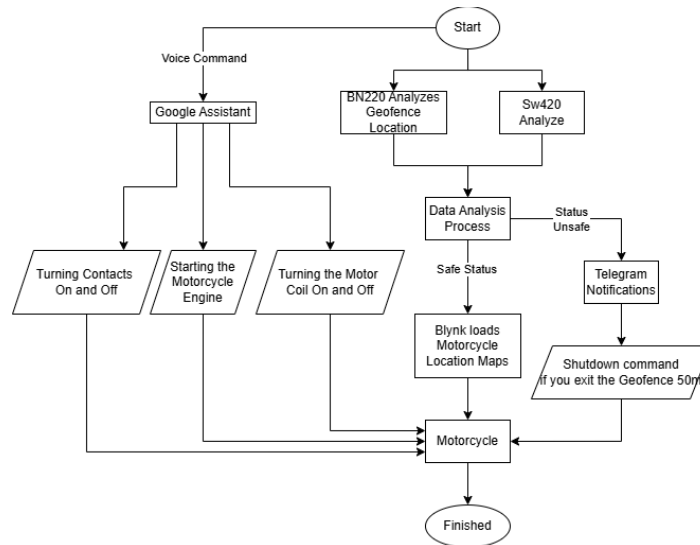 Start
Voice Command
Google Assistant
BN220 Analyzes
Geofence
Location
Sw420
Analyze
Data Analysis
Process
Status
Unsafe
Safe Status
Turning Contacts
On and Off
Starting the
Motorcycle
Engine
Turning the Motor
Coil On and Off
Telegram
Notifications
Blynk loads
Motorcycle
Location Maps
Shutdown command
if you exit the Geofence 50m
Motorcycle
Finished